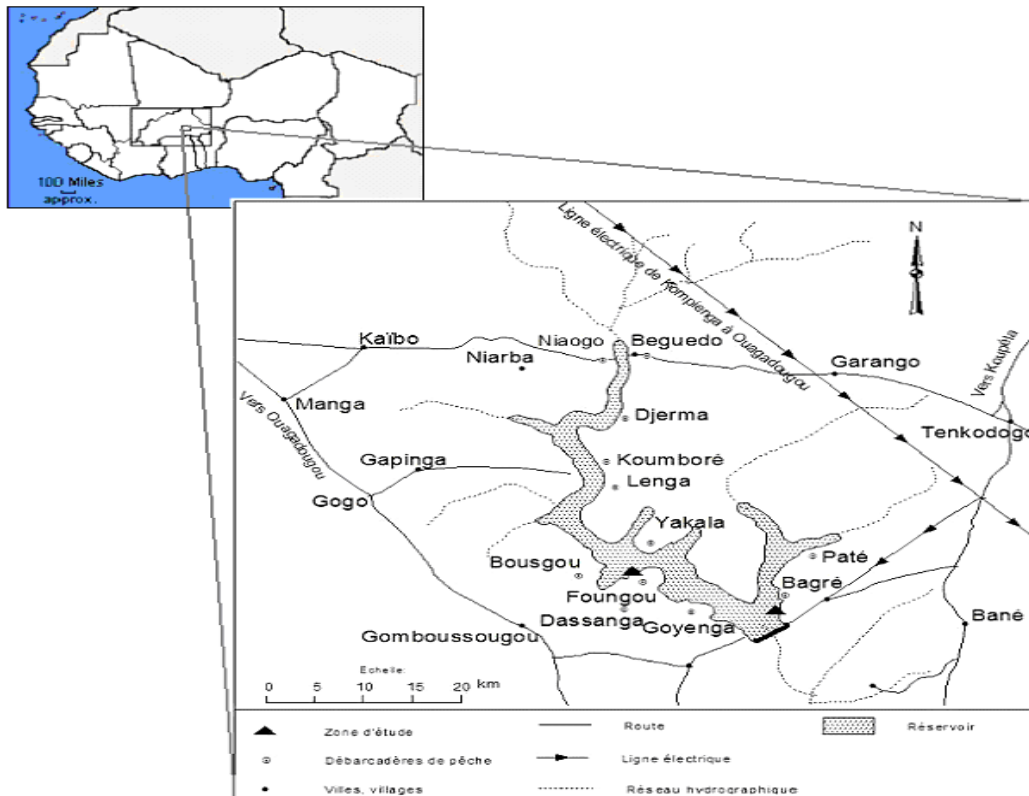 100 Miles
approx.
Ligne électrique de Kompienga à Ouagadougou
N
Kaïbo
Niaogo
Beguedo
Niarba
Garango
Vers Koupéla
Manga
Vers Ouagadougou
Djerma
Tenkodogo
Gapinga
Koumboré
Lenga
Gogo
Yakala
Bousgou
Paté
Foungou
Bagré
Dassanga
Goyenga
Bané
Gomboussougou
Echelle:
0 5 10 15 20 km
Zone d'étude
Route
Réservoir
Débarcadères de pêche
Ligne électrique
Villes, villages
Réseau hydrographique